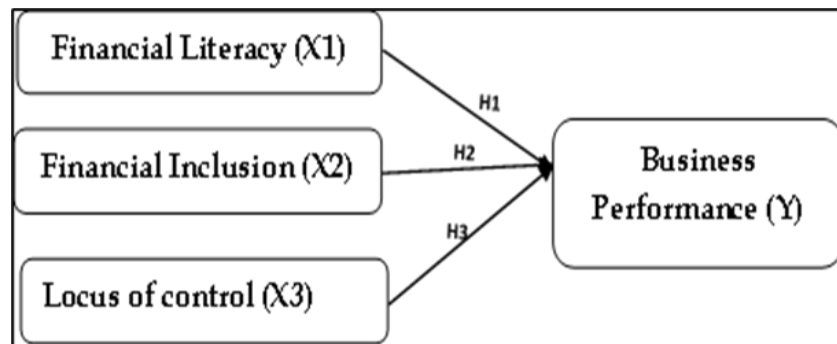 Financial Literacy (X1)
H1
Financial Inclusion (X2)
H2
Business
Performance (Y)
H3
Locus of control (X3)